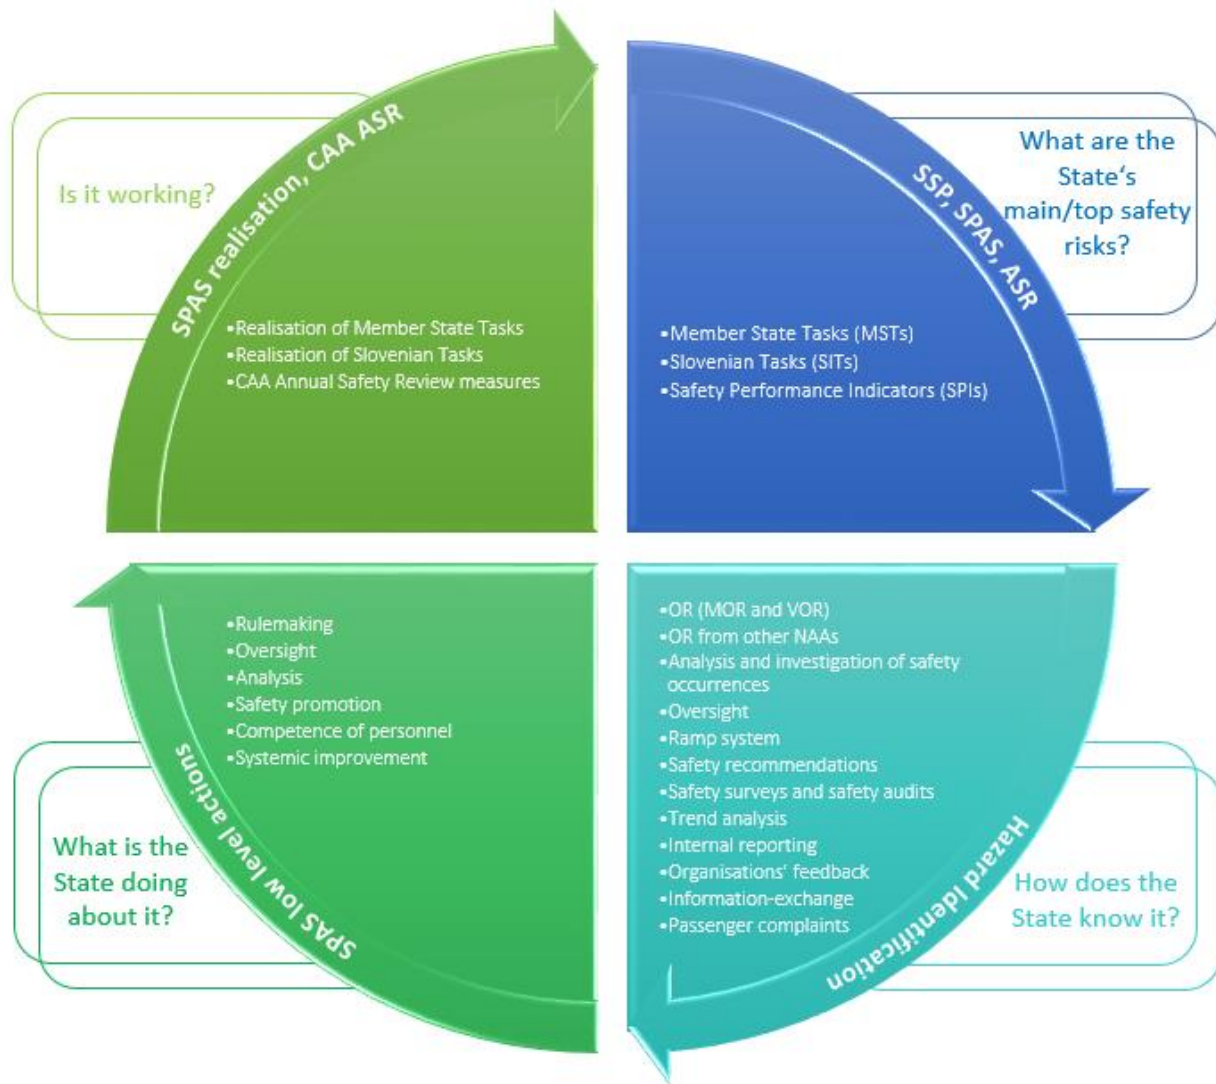 Is it working?
SPAS realisation, CAA ASR
•Realisation of Member State Tasks
•Realisation of Slovenian Tasks
•CAA Annual Safety Review measures
What are the
State‘s
main/top safety
risks?
SSP, SPAS, ASR
•Member State Tasks (MSTs)
•Slovenian Tasks (SITs)
•Safety Performance Indicators (SPIs)
•OR (MOR and VOR)
•OR from other NAAs
•Analysis and investigation of safety
occurrences
•Oversight
•Ramp system
•Safety recommendations
•Safety surveys and safety audits
•Trend analysis
•Internal reporting
•Organisations’ feedback
•Information-exchange
•Passenger complaints
Hazard Identification
How does the
State know it?
•Rulemaking
•Oversight
•Analysis
•Safety promotion
•Competence of personnel
•Systemic improvement
SPAS low level actions
What is the
State doing
about it?